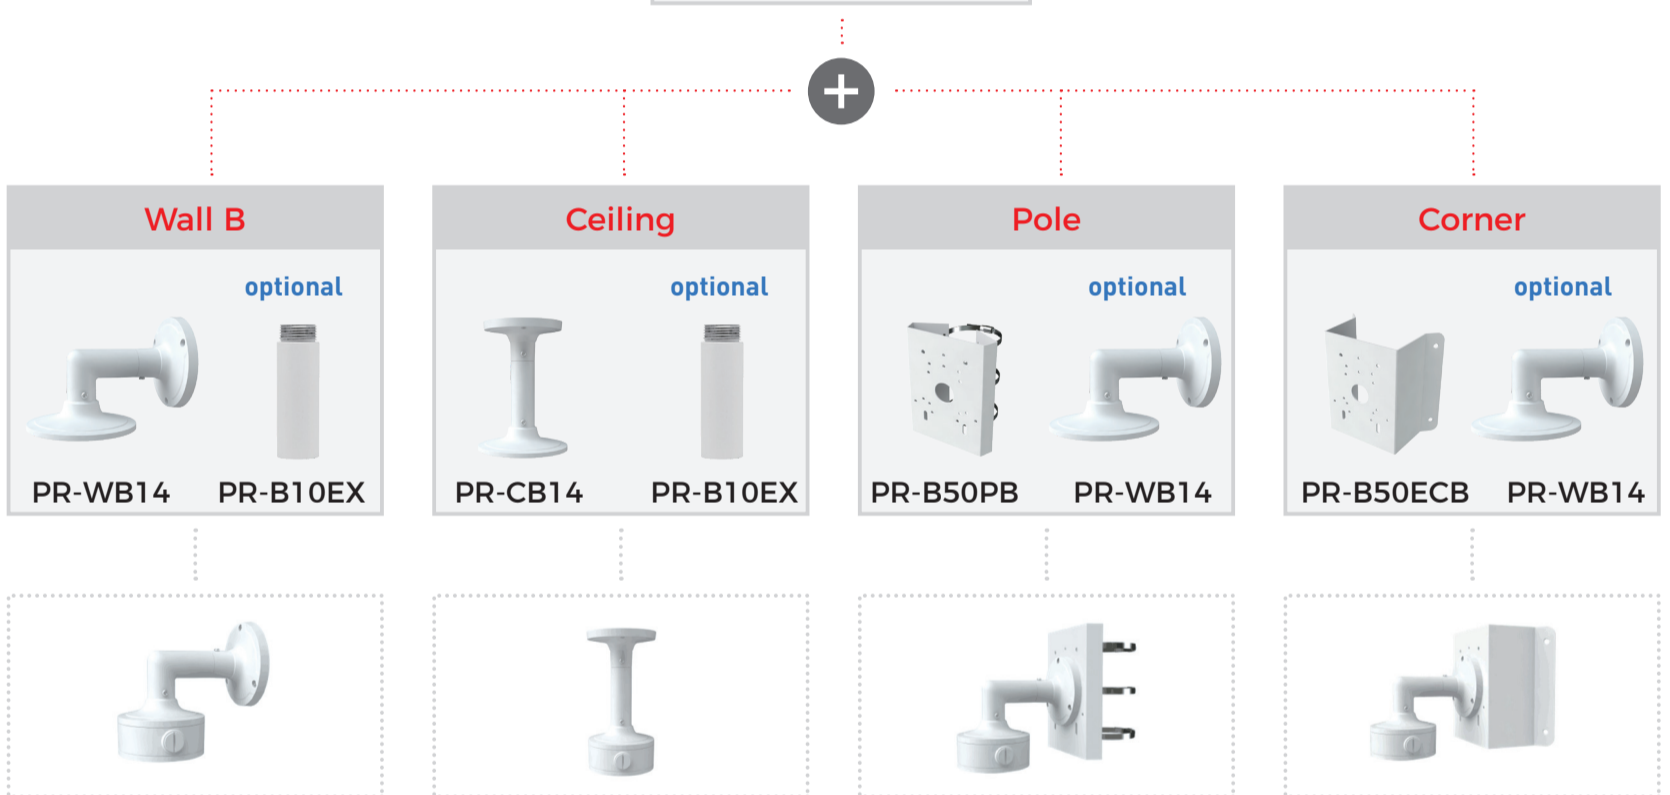 Wall B
optional
PR-WB14
PR-B10EX
Ceiling
optional
PR-CB14
PR-B10EX
Pole
optional
PR-B50PB
PR-WB14
Corner
optional
PR-B50ECB
PR-WB14